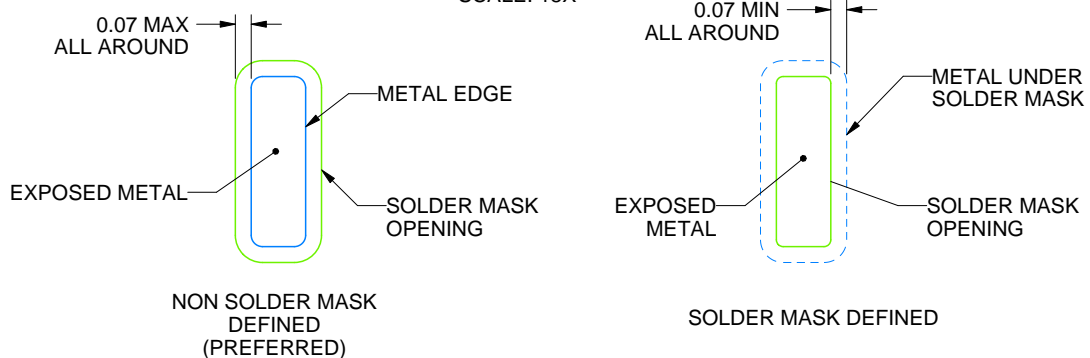 0.07 MAX
ALL AROUND
METAL EDGE
EXPOSED METAL
SOLDER MASK
OPENING
NON SOLDER MASK
DEFINED
(PREFERRED)
0.07 MIN
ALL AROUND
METAL UNDER
SOLDER MASK
EXPOSED
METAL
SOLDER MASK
OPENING
SOLDER MASK DEFINED